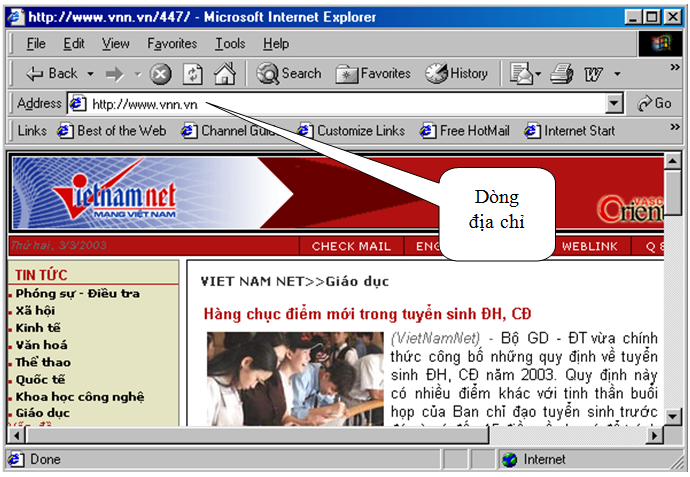 http://www.vnn.vn/447/ - Microsoft Internet Explorer
File Edit View Favorites Tools Help
Back Search Favorites History »
Address http://www.vnn.vn Go
Links Best of the Web Channel Guide Customize Links Free HotMail Internet Start »
Dòng
địa chỉ
vietnamnet
MẠNG VIỆT NAM
VASC
Orient
Thứ hai, 3/3/2003 CHECK MAIL ENG WEBLINK Q
TIN TỨC
Phóng sự - Điều tra
Xã hội
Kinh tế
Văn hoá
Thể thao
Quốc tế
Khoa học công nghệ
Giáo dục
VIET NAM NET>>Giáo dục
Hàng chục điểm mới trong tuyển sinh ĐH, CĐ
(VietNamNet) - Bộ GD - ĐT vừa chính
thức công bố những quy định về tuyển
sinh ĐH, CĐ năm 2003. Quy định này
có nhiều điểm khác với tinh thần buổi
họp của Ban chỉ đạo tuyển sinh trước
Done Internet